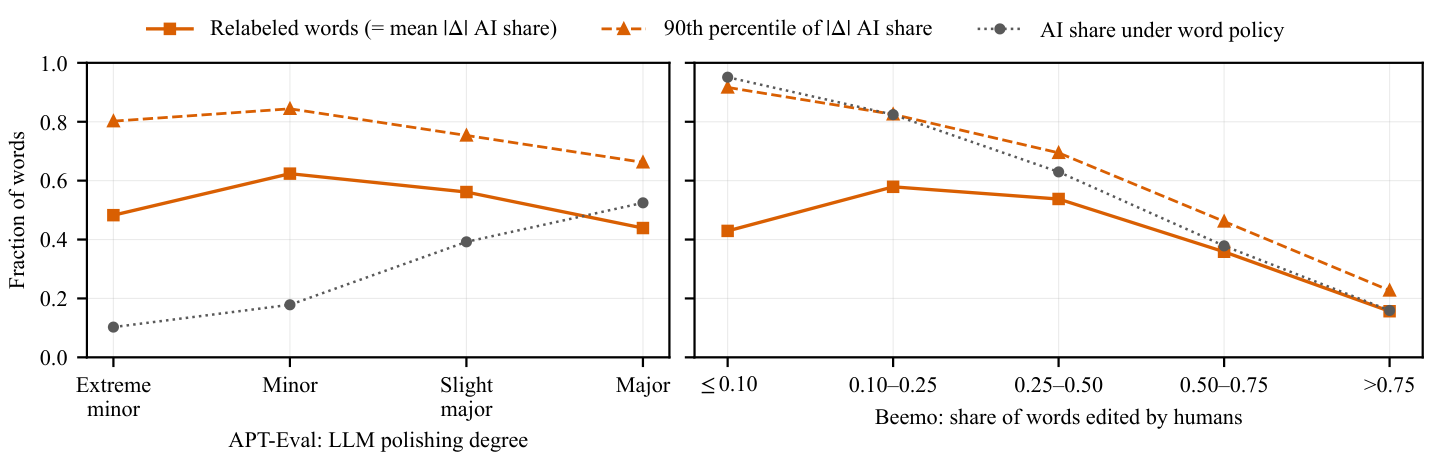 Relabeled words (= mean |Δ| AI share)
90th percentile of |Δ| AI share
AI share under word policy
Fraction of words
1.0
0.8
0.6
0.4
0.2
0.0
Extreme
minor
Minor
Slight
major
Major
APT-Eval: LLM polishing degree
≤ 0.10
0.10–0.25
0.25–0.50
0.50–0.75
>0.75
Beemo: share of words edited by humans